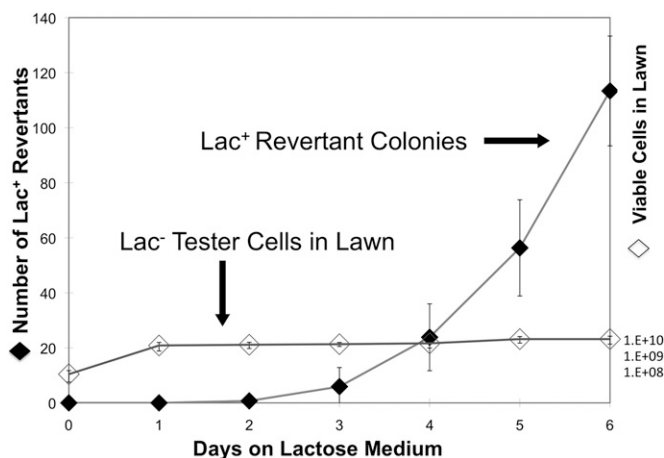 140
120
100
80
60
40
20
0
Number of Lac+ Revertants
Lac+ Revertant Colonies
Lac- Tester Cells in Lawn
Viable Cells in Lawn
1.E+10
1.E+09
1.E+08
0 1 2 3 4 5 6
Days on Lactose Medium